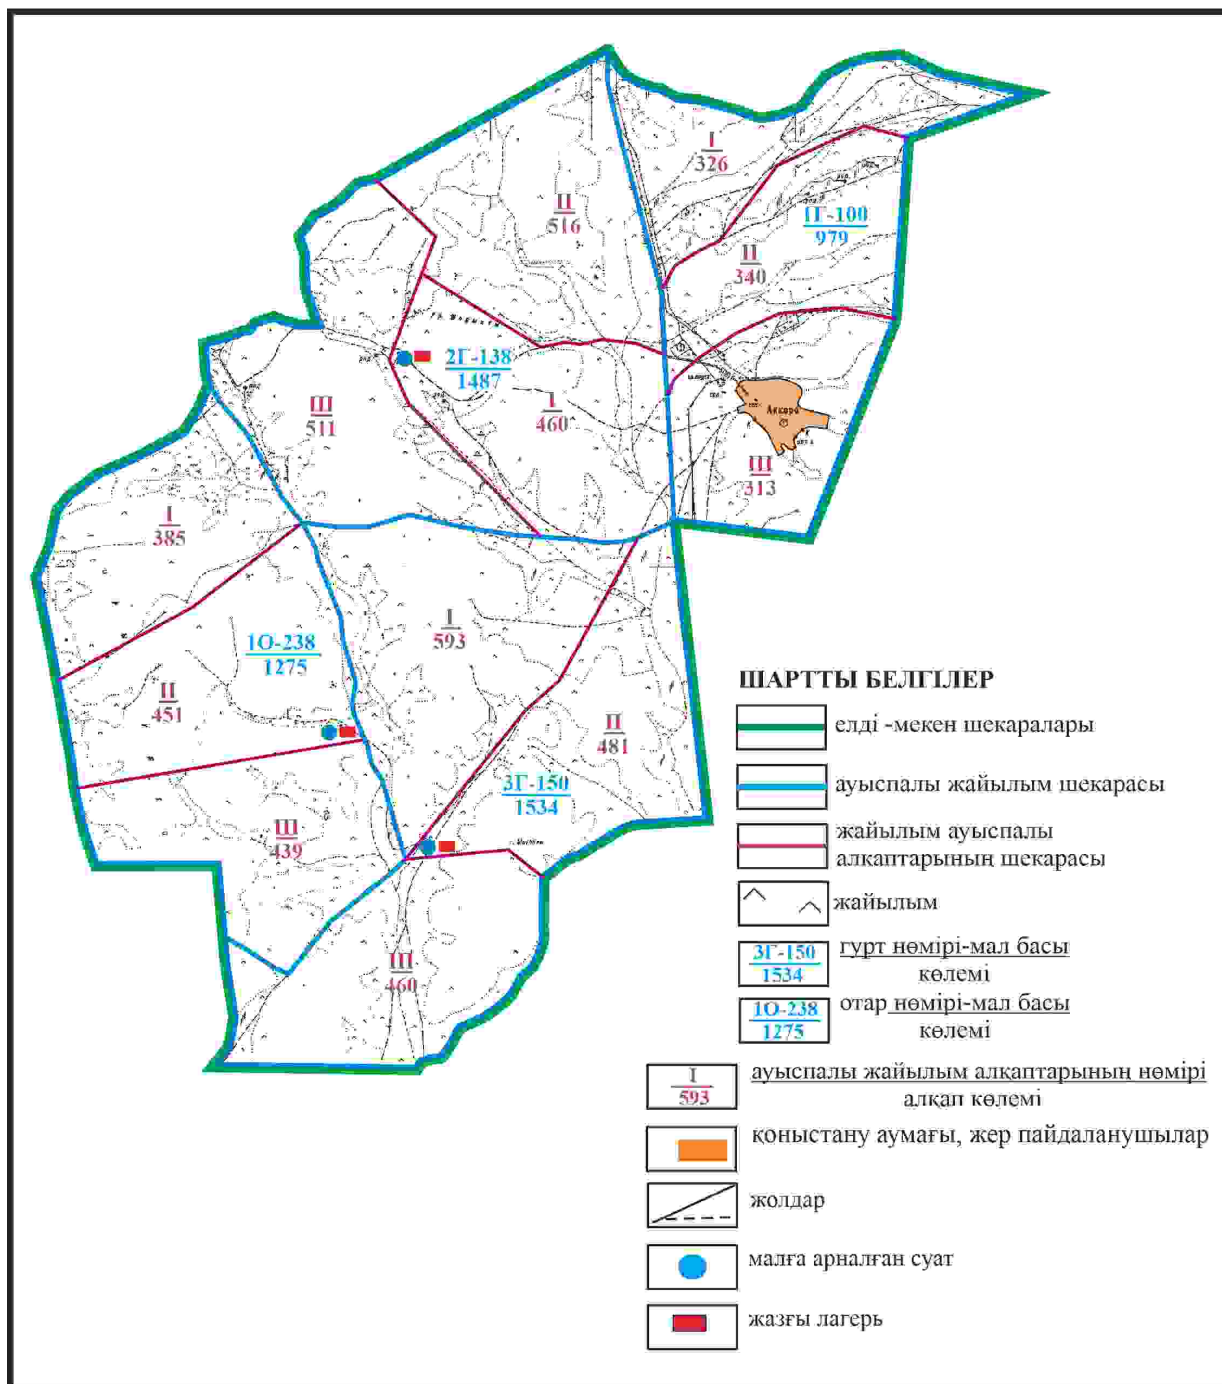 I
326
II
516
1Г-100
979
II
340
2Г-138
1487
III
511
I
460
Аккора
III
313
I
385
I
593
1О-238
1275
II
451
II
481
3Г-150
1534
III
439
III
460
ШАРТТЫ БЕЛГІЛЕР
елді -мекен шекаралары
ауыспалы жайылым шекарасы
жайылым ауыспалы
алкаптарының шекарасы
жайылым
3Г-150
1534
гурт нөмірі-мал басы
көлемі
1О-238
1275
отар нөмірі-мал басы
көлемі
I
593
ауыспалы жайылым алқаптарының нөмірі
алқап көлемі
қоныстану аумағы, жер пайдаланушылар
жолдар
малға арналған суат
жазғы лагерь